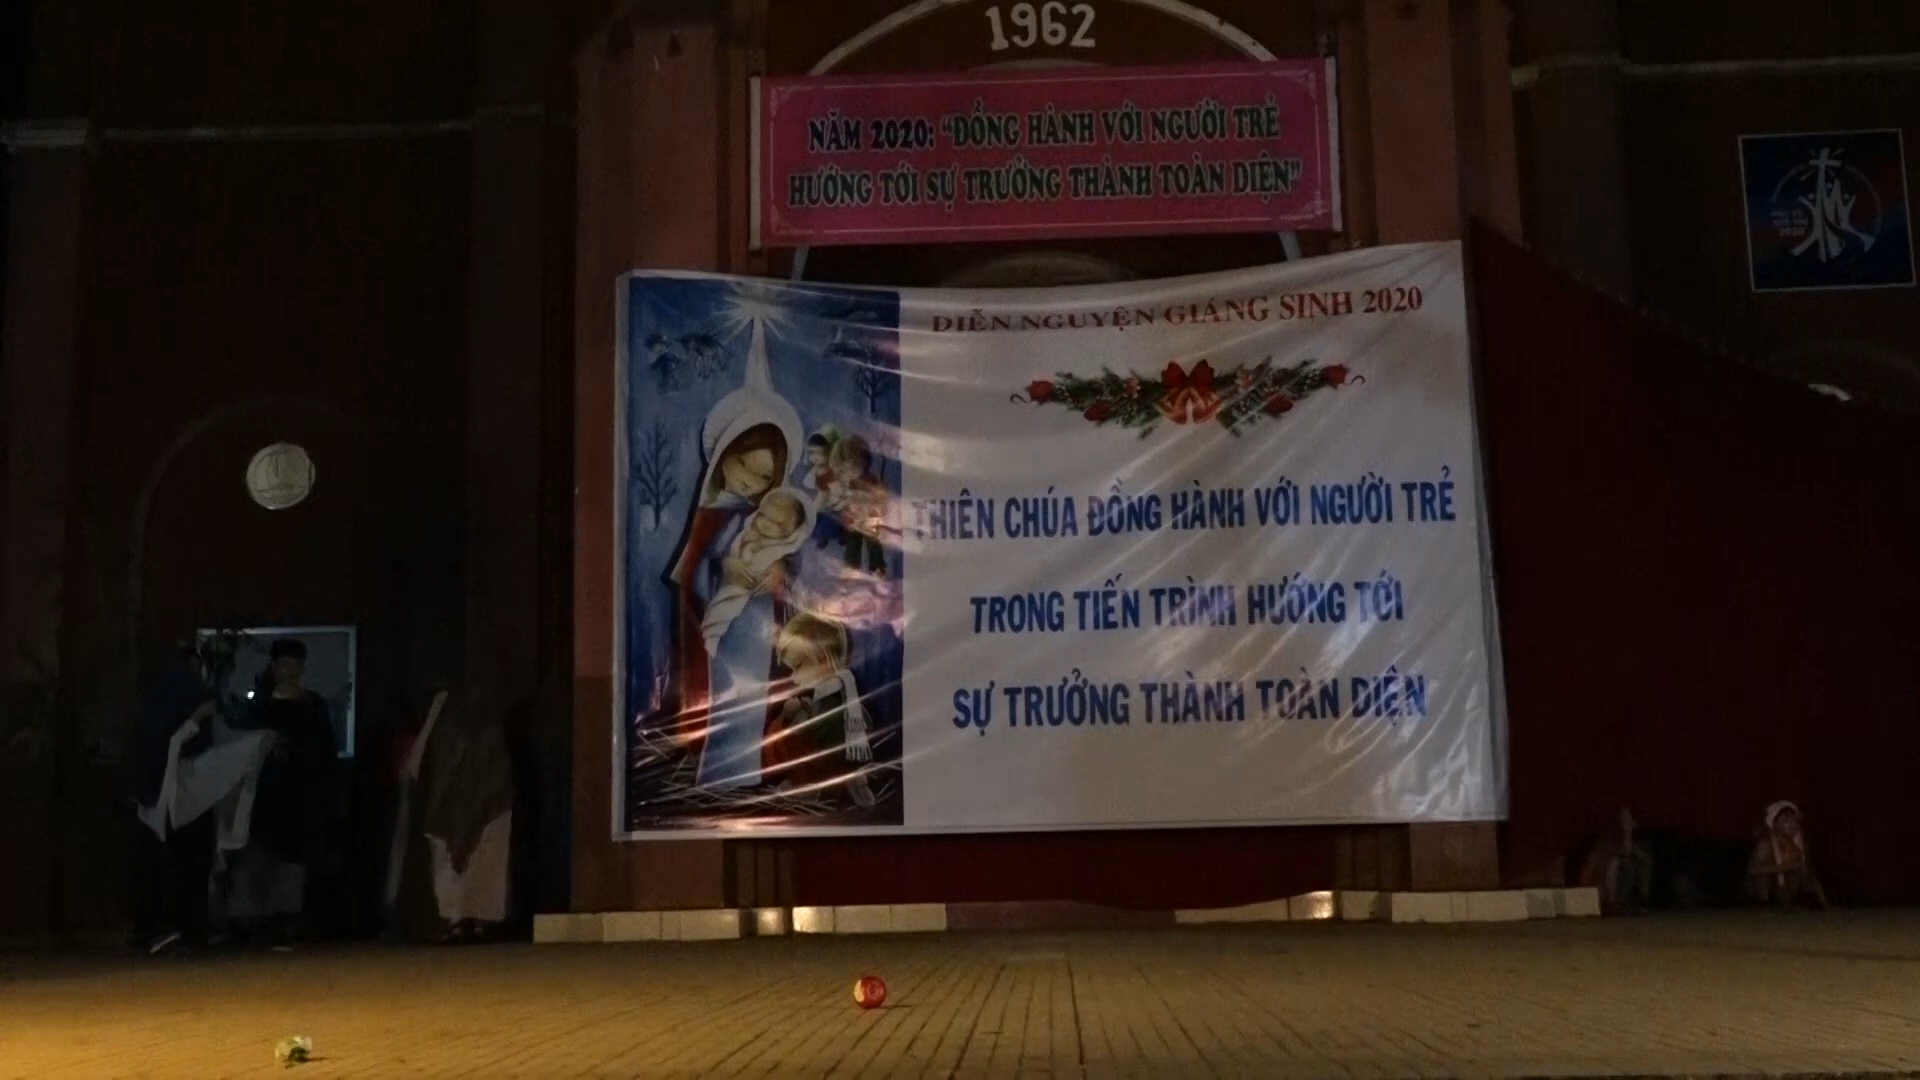 1962
NĂM 2020: “ĐỒNG HÀNH VỚI NGƯỜI TRẺ
HƯỚNG TỚI SỰ TRƯỞNG THÀNH TOÀN DIỆN”
DIỄN NGUYỆN GIÁNG SINH 2020
THIÊN CHÚA ĐỒNG HÀNH VỚI NGƯỜI TRẺ
TRONG TIẾN TRÌNH HƯỚNG TỚI
SỰ TRƯỞNG THÀNH TOÀN DIỆN
2020